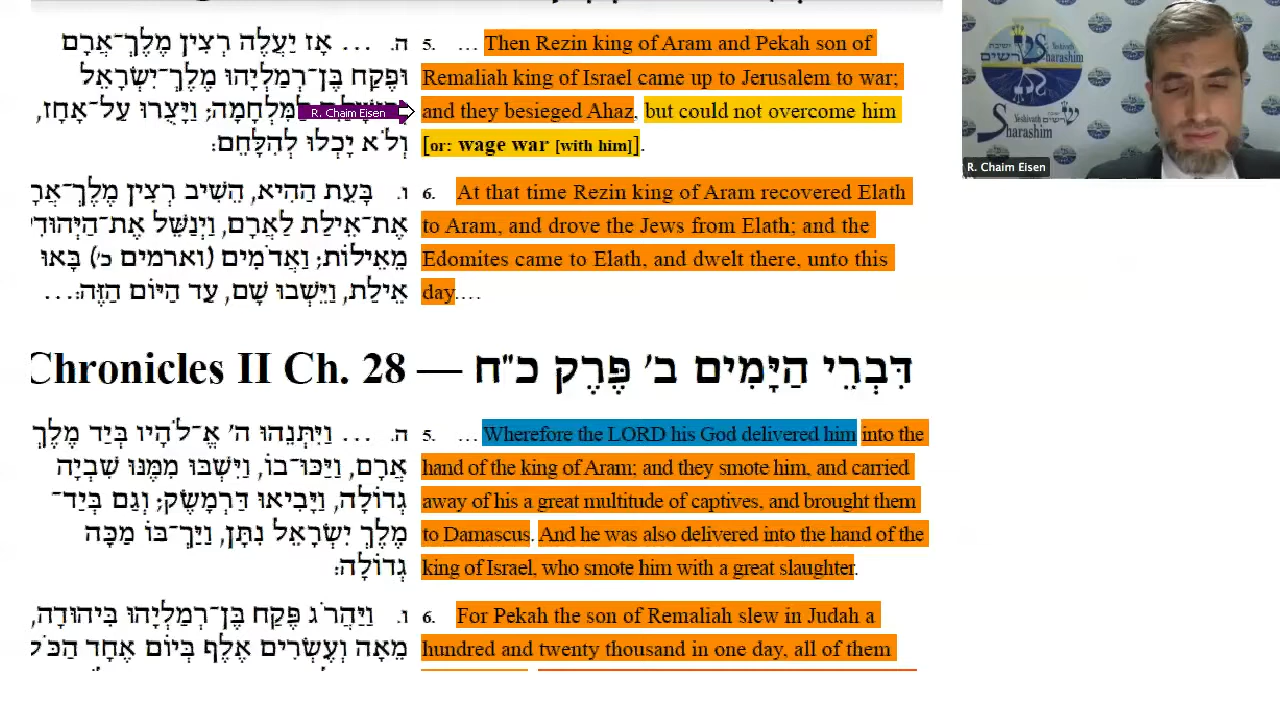 ה. ... אָז יַעֲלֶה רְצִין מֶלֶךְ־אֲרָם
וּפֶקַח בֶּן־רְמַלְיָהוּ מֶלֶךְ־יִשְׂרָאֵל
לַמִּלְחָמָה; וַיָּצֻרוּ עַל־אָחָז,
וְלֹא יָכְלוּ לְהִלָּחֵם:
R. Chaim Eisen
5. ... Then Rezin king of Aram and Pekah son of
Remaliah king of Israel came up to Jerusalem to war;
and they besieged Ahaz, but could not overcome him
[or: wage war [with him]].
ו. בָּעֵת הַהִיא, הֵשִׁיב רְצִין מֶלֶךְ־אֲרָ
אֶת־אֵילַת לַאֲרָם, וַיְנַשֵּׁל אֶת־הַיְּהוּדִי
מֵאֵילוֹת; וַאֲדֹמִים (וארמים כ׳) בָּאוּ
אֵילַת, וַיֵּשְׁבוּ שָׁם, עַד הַיּוֹם הַזֶּה:...
6. At that time Rezin king of Aram recovered Elath
to Aram, and drove the Jews from Elath; and the
Edomites came to Elath, and dwelt there, unto this
day....
Chronicles II Ch. 28 — דִּבְרֵי הַיָּמִים ב׳ פֶּרֶק כ"ח
ה. ... וַיִּתְּנֵהוּ ה׳ אֱ־לֹהָיו בְּיַד מֶלֶךְ
אֲרָם, וַיַּכּוּ־בוֹ, וַיִּשְׁבּוּ מִמֶּנּוּ שִׁבְיָה
גְדוֹלָה, וַיָּבִיאוּ דַּרְמָשֶׂק; וְגַם בְּיַד־
מֶלֶךְ יִשְׂרָאֵל נִתָּן, וַיַּךְ־בּוֹ מַכָּה
גְדוֹלָה:
5. ... Wherefore the LORD his God delivered him into the
hand of the king of Aram; and they smote him, and carried
away of his a great multitude of captives, and brought them
to Damascus. And he was also delivered into the hand of the
king of Israel, who smote him with a great slaughter.
ו. וַיַּהֲרֹג פֶּקַח בֶּן־רְמַלְיָהוּ בִּיהוּדָה,
מֵאָה וְעֶשְׂרִים אֶלֶף בְּיוֹם אֶחָד הַכֹּל
6. For Pekah the son of Remaliah slew in Judah a
hundred and twenty thousand in one day, all of them
Yeshivath
Sharashim
R. Chaim Eisen